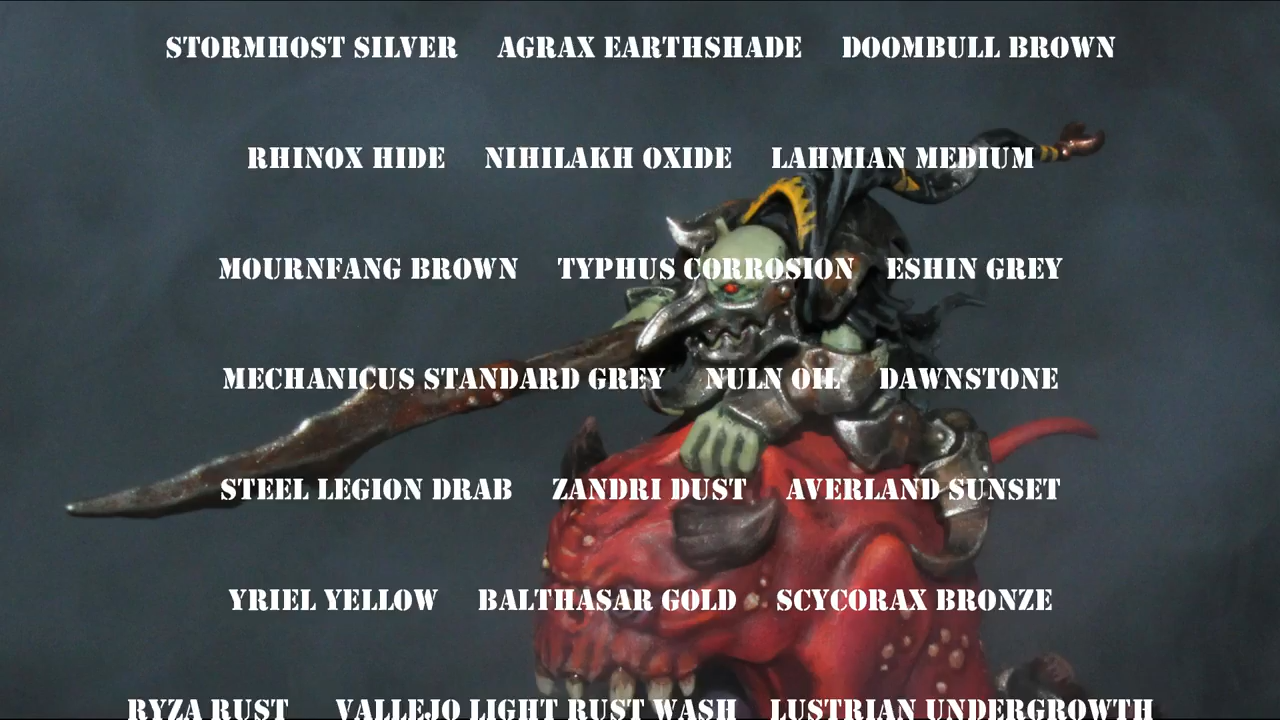 STORMHOST SILVER AGRAX EARTHSHADE DOOMBULL BROWN
RHINOX HIDE NIHILAKH OXIDE LAHMIAN MEDIUM
MOURNFANG BROWN TYPHUS CORROSION ESHIN GREY
MECHANICUS STANDARD GREY NULN OIL DAWNSTONE
STEEL LEGION DRAB ZANDRI DUST AVERLAND SUNSET
YRIEL YELLOW BALTHASAR GOLD SCYCORAX BRONZE
RYZA RUST VALLEJO LIGHT RUST WASH LUSTRIAN UNDERGROWTH